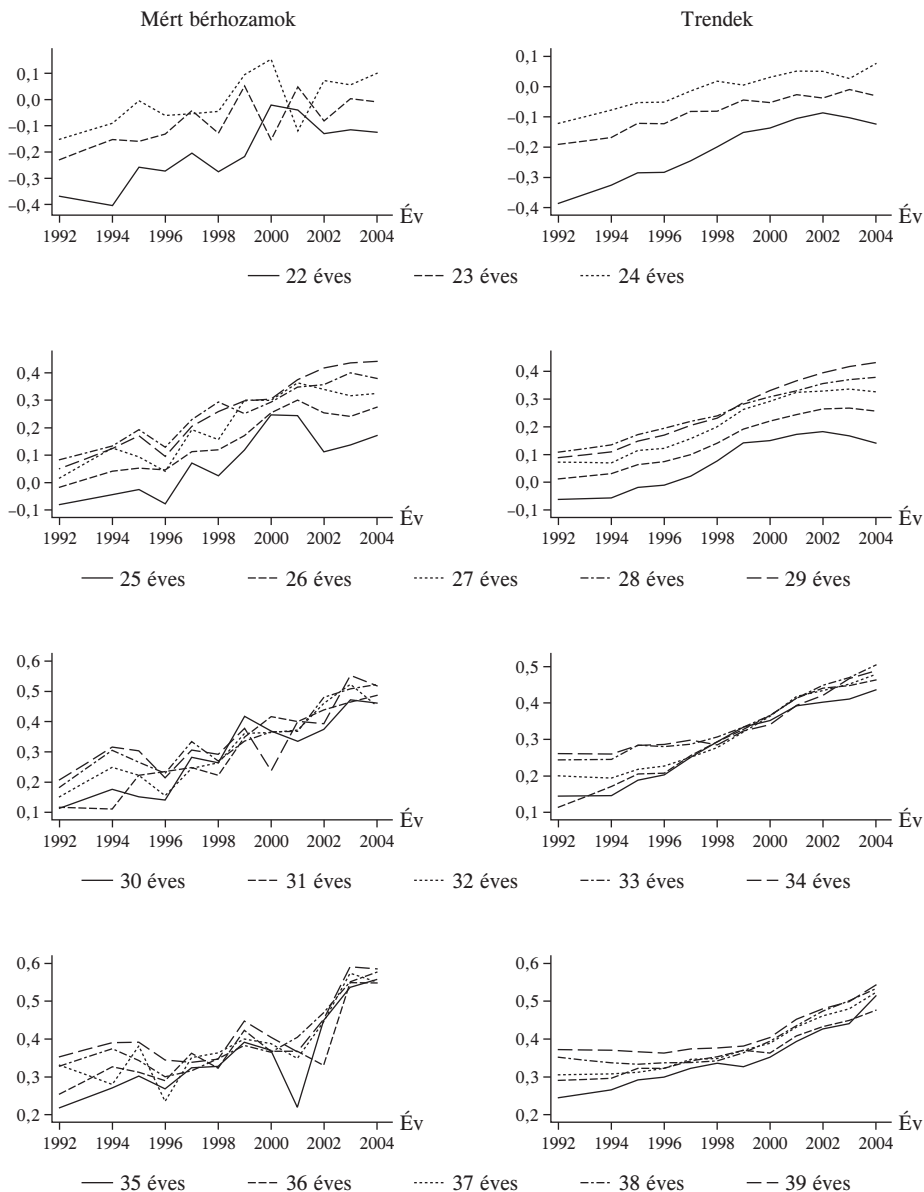 Mért bérhozamok Trendek
0,1 0,1
0,0 0,0
–0,1 –0,1
–0,2 –0,2
–0,3 –0,3
–0,4 –0,4
Év Év
1992 1994 1996 1998 2000 2002 2004 1992 1994 1996 1998 2000 2002 2004
22 éves 23 éves 24 éves
0,4 0,4
0,3 0,3
0,2 0,2
0,1 0,1
0,0 0,0
–0,1 –0,1
Év Év
1992 1994 1996 1998 2000 2002 2004 1992 1994 1996 1998 2000 2002 2004
25 éves 26 éves 27 éves 28 éves 29 éves
0,6 0,5
0,5 0,4
0,4 0,3
0,3 0,2
0,2 0,1
0,1
Év Év
1992 1994 1996 1998 2000 2002 2004 1992 1994 1996 1998 2000 2002 2004
30 éves 31 éves 32 éves 33 éves 34 éves
0,6 0,6
0,5 0,5
0,4 0,4
0,3 0,3
0,2 0,2
Év Év
1992 1994 1996 1998 2000 2002 2004 1992 1994 1996 1998 2000 2002 2004
35 éves 36 éves 37 éves 38 éves 39 éves